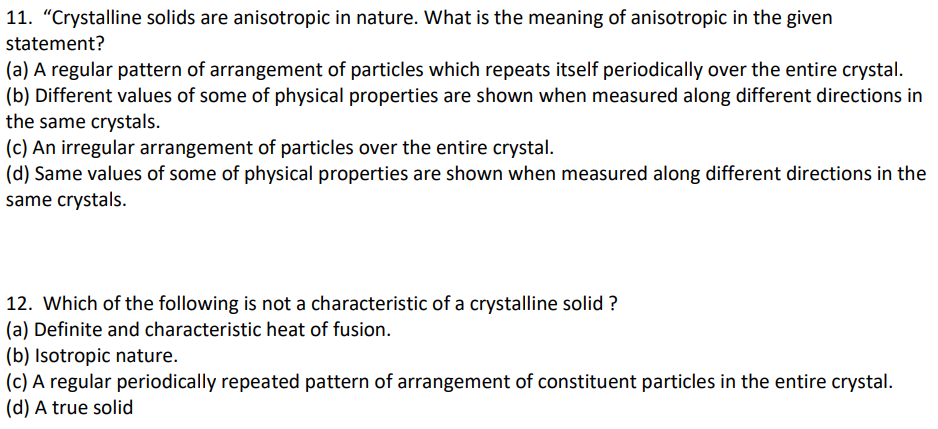 11. “Crystalline solids are anisotropic in nature. What is the meaning of anisotropic in the given
statement?
(a) A regular pattern of arrangement of particles which repeats itself periodically over the entire crystal.
(b) Different values of some of physical properties are shown when measured along different directions in
the same crystals.
(c) An irregular arrangement of particles over the entire crystal.
(d) Same values of some of physical properties are shown when measured along different directions in the
same crystals.
12. Which of the following is not a characteristic of a crystalline solid ?
(a) Definite and characteristic heat of fusion.
(b) Isotropic nature.
(c) A regular periodically repeated pattern of arrangement of constituent particles in the entire crystal.
(d) A true solid